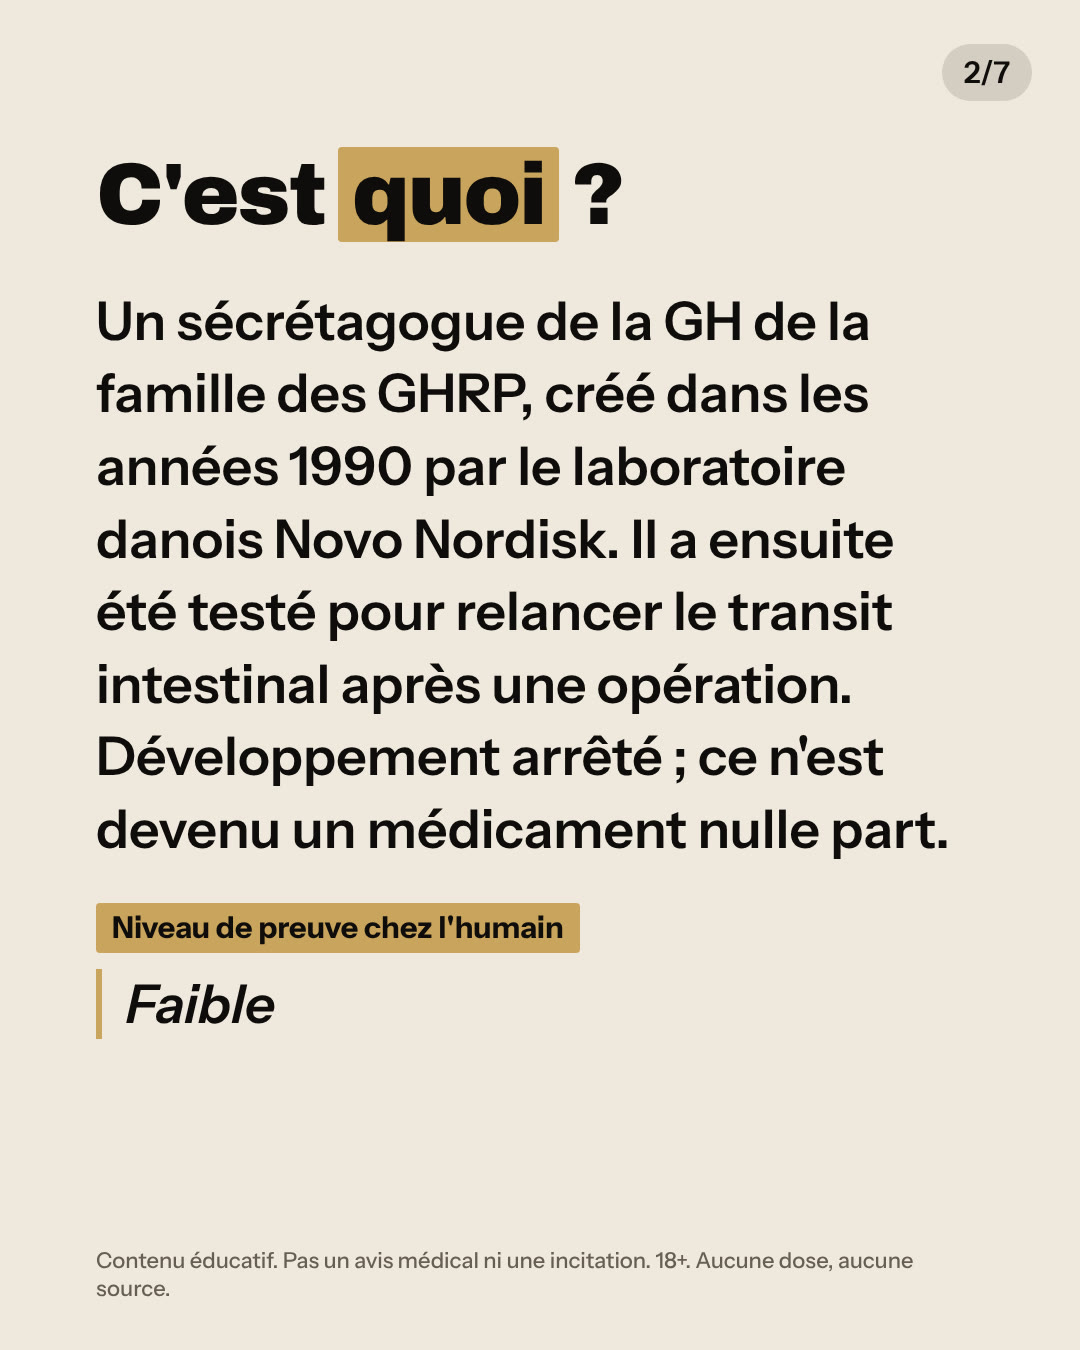 2/7
C'est quoi ?
Un sécrétagogue de la GH de la
famille des GHRP, créé dans les
années 1990 par le laboratoire
danois Novo Nordisk. Il a ensuite
été testé pour relancer le transit
intestinal après une opération.
Développement arrêté ; ce n'est
devenu un médicament nulle part.
Niveau de preuve chez l'humain
Faible
Contenu éducatif. Pas un avis médical ni une incitation. 18+. Aucune dose, aucune
source.